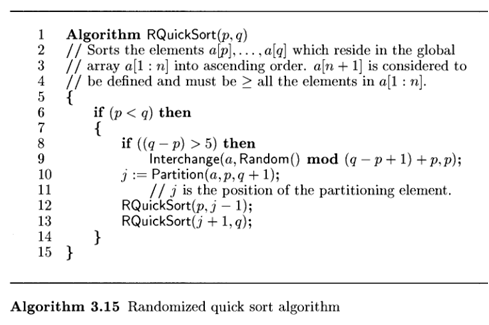 1 Algorithm RQuickSort(p, q)
2 // Sorts the elements a[p], . . . , a[q] which reside in the global
3 // array a[1 : n] into ascending order. a[n + 1] is considered to
4 // be defined and must be ≥ all the elements in a[1 : n].
5 {
6 if (p < q) then
7 {
8 if ((q − p) > 5) then
9 Interchange(a, Random() mod (q − p + 1) + p, p);
10 j := Partition(a, p, q + 1);
11 // j is the position of the partitioning element.
12 RQuickSort(p, j − 1);
13 RQuickSort(j + 1, q);
14 }
15 }
Algorithm 3.15 Randomized quick sort algorithm